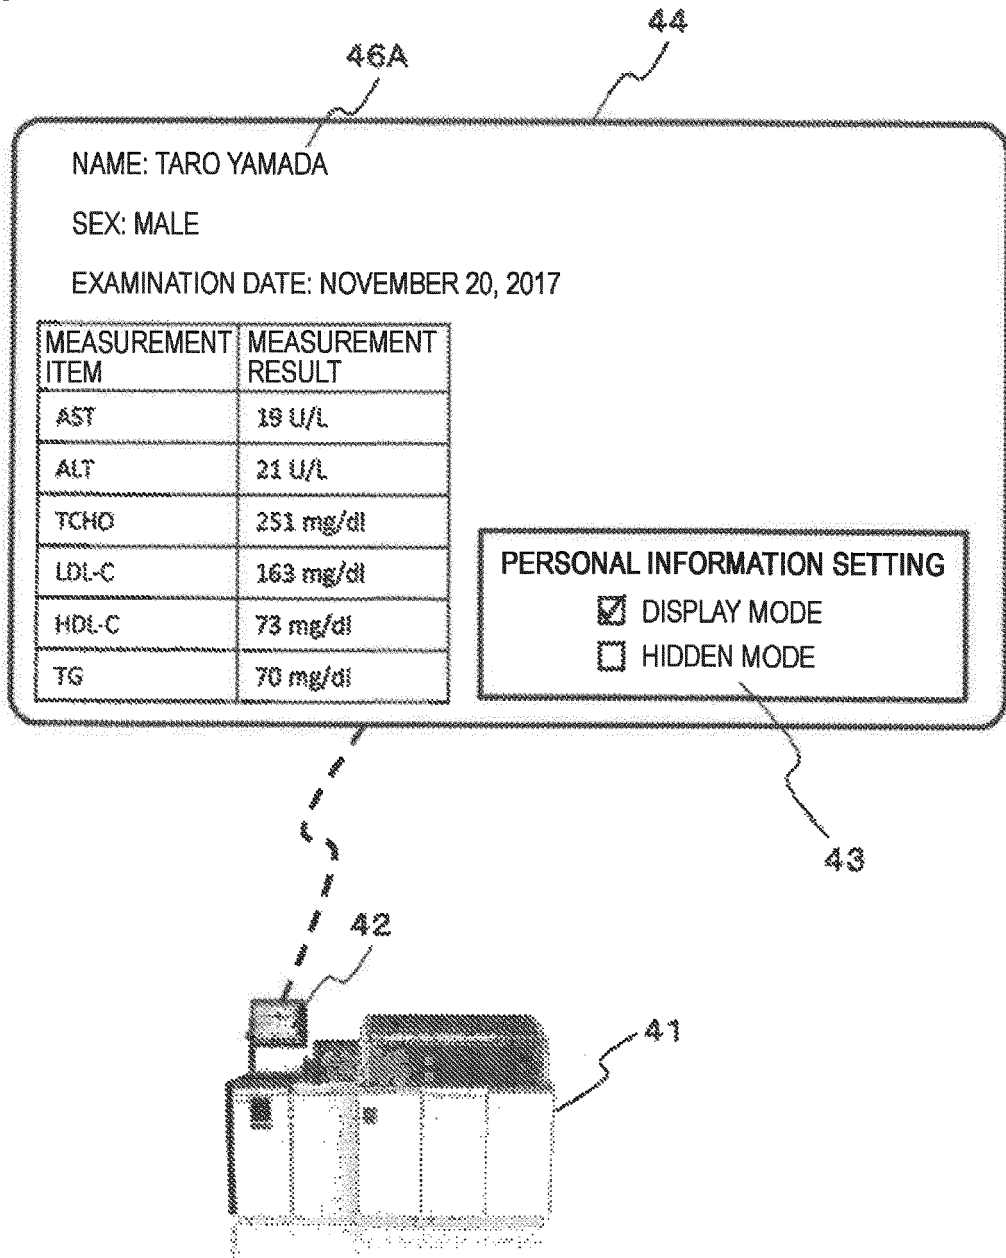 44
46A
NAME: TARO YAMADA
SEX: MALE
EXAMINATION DATE: NOVEMBER 20, 2017
MEASUREMENT ITEM MEASUREMENT RESULT
AST 19 U/L
ALT 21 U/L
TCHO 251 mg/dl
LDL-C 163 mg/dl
HDL-C 73 mg/dl
TG 70 mg/dl
PERSONAL INFORMATION SETTING
☑ DISPLAY MODE
☐ HIDDEN MODE
43
42
41